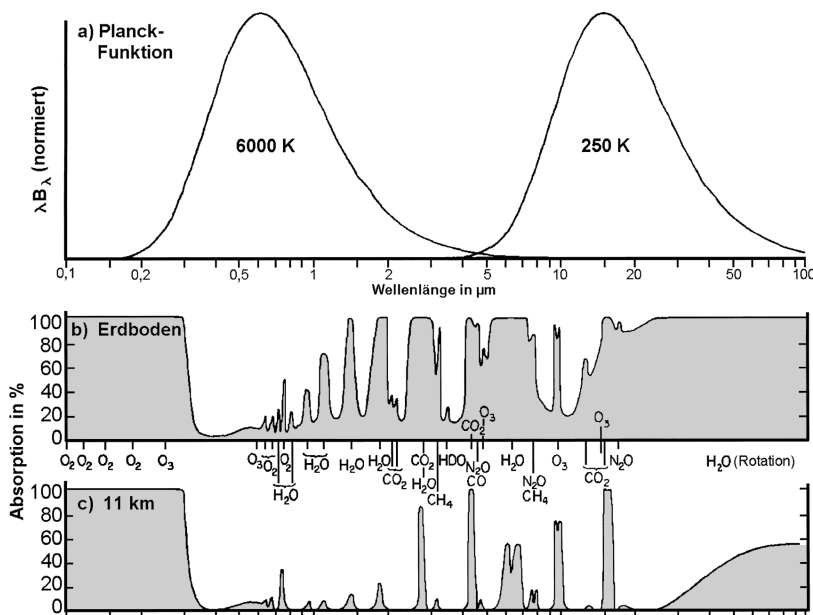 a) Planck-
Funktion
λBλ (normiert)
6000 K
250 K
0,1 0,2 0,5 1 2 5 10 20 50 100
Wellenlänge in µm
Absorption in %
b) Erdboden
100
80
60
40
20
0
CO₂ O₃ O₃
O₂ O₂ O₂ O₂ O₃ O₃ O₂ O₂ H₂O H₂O H₂O CO₂ HDO N₂O H₂O N₂O O₃ CO₂ N₂O H₂O (Rotation)
H₂O CO₂ H₂O CO CH₄
CH₄
c) 11 km
100
80
60
40
20
0